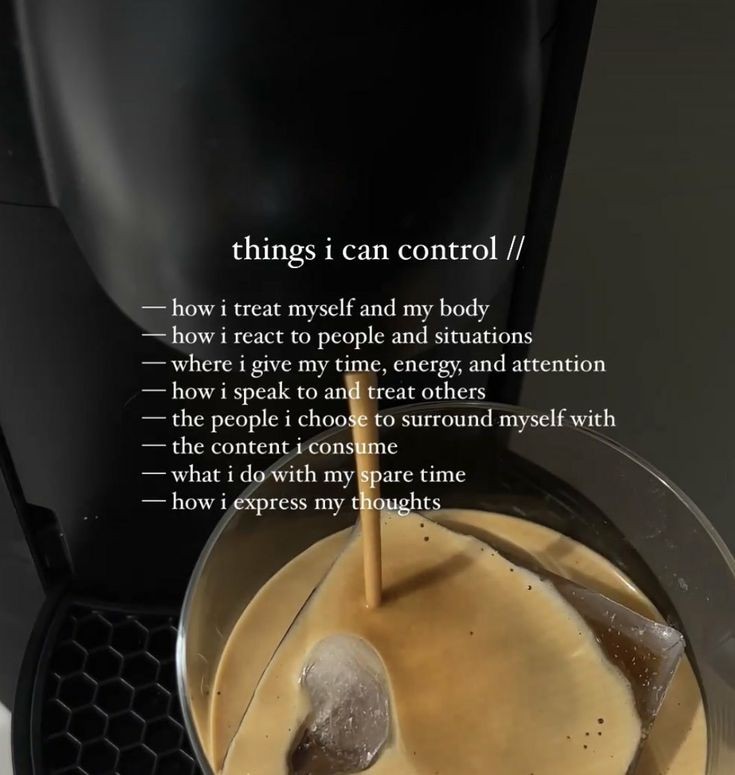 things i can control //
— how i treat myself and my body
— how i react to people and situations
— where i give my time, energy, and attention
— how i speak to and treat others
— the people i choose to surround myself with
— the content i consume
— what i do with my spare time
— how i express my thoughts